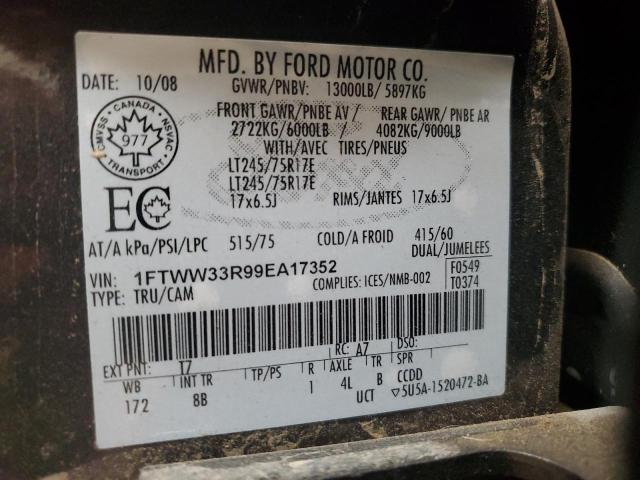 MFD. BY FORD MOTOR CO.
DATE: 10/08
GVWR/PNBV: 13000LB/ 5897KG
FRONT GAWR/PNBE AV/ REAR GAWR/ PNBE AR
2722KG/6000LB / 4082KG/9000LB
WITH/AVEC TIRES/PNEUS
LT245/75R17E
LT245/75R17E
17x6.5J RIMS/JANTES 17x6.5J
CANADA
CMVSS NSVAC
977
TRANSPORT
EC
AT/A kPa/PSI/LPC 515/75 COLD/A FROID 415/60
DUAL/JUMELEES
VIN: 1FTWW33R99EA17352
F0549
TYPE: TRU/CAM COMPLIES: ICES/NMB-002 T0374
EXT PNT: T7 RC: A7 DSO:
WB INT TR TP/PS R AXLE TR SPR
172 8B 1 4L B CCDD
UCT ▽5U5A-1520472-BA